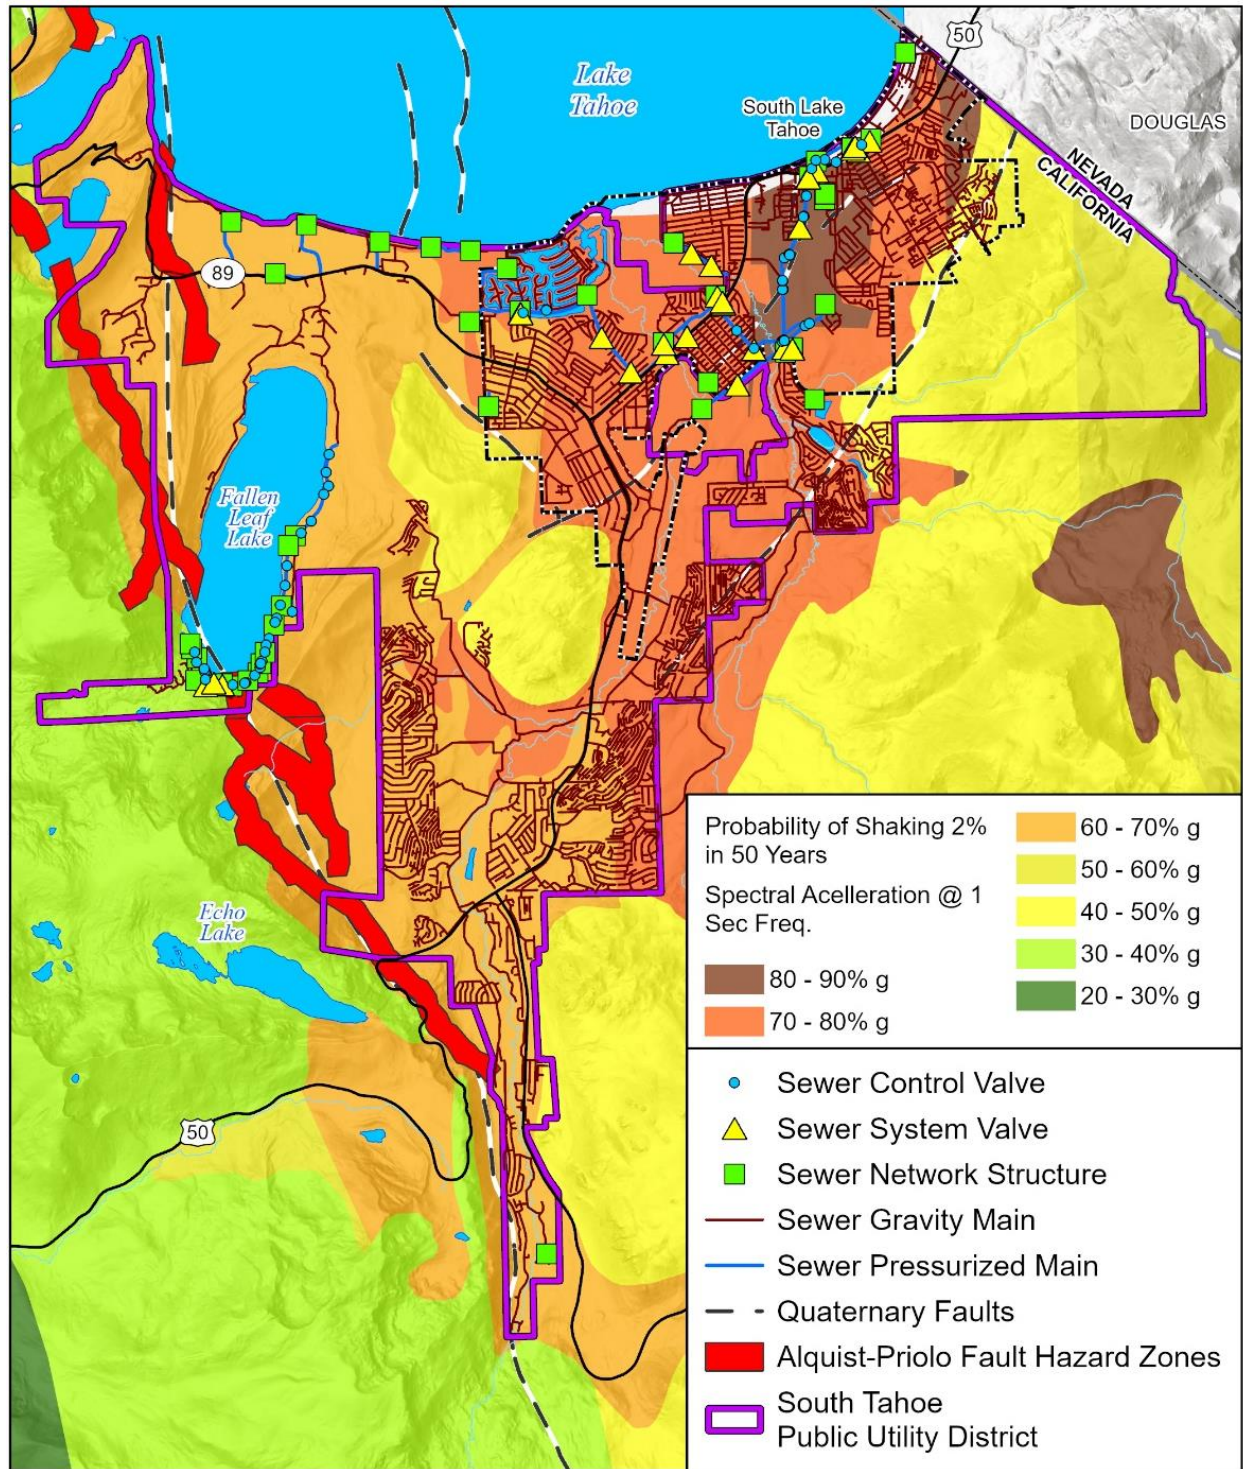 50
Lake
Tahoe
South Lake
Tahoe
DOUGLAS
NEVADA
CALIFORNIA
89
Fallen
Leaf
Lake
Echo
Lake
50
Probability of Shaking 2%
in 50 Years
Spectral Acelleration @ 1
Sec Freq.
80 - 90% g
70 - 80% g
60 - 70% g
50 - 60% g
40 - 50% g
30 - 40% g
20 - 30% g
Sewer Control Valve
Sewer System Valve
Sewer Network Structure
Sewer Gravity Main
Sewer Pressurized Main
Quaternary Faults
Alquist-Priolo Fault Hazard Zones
South Tahoe
Public Utility District